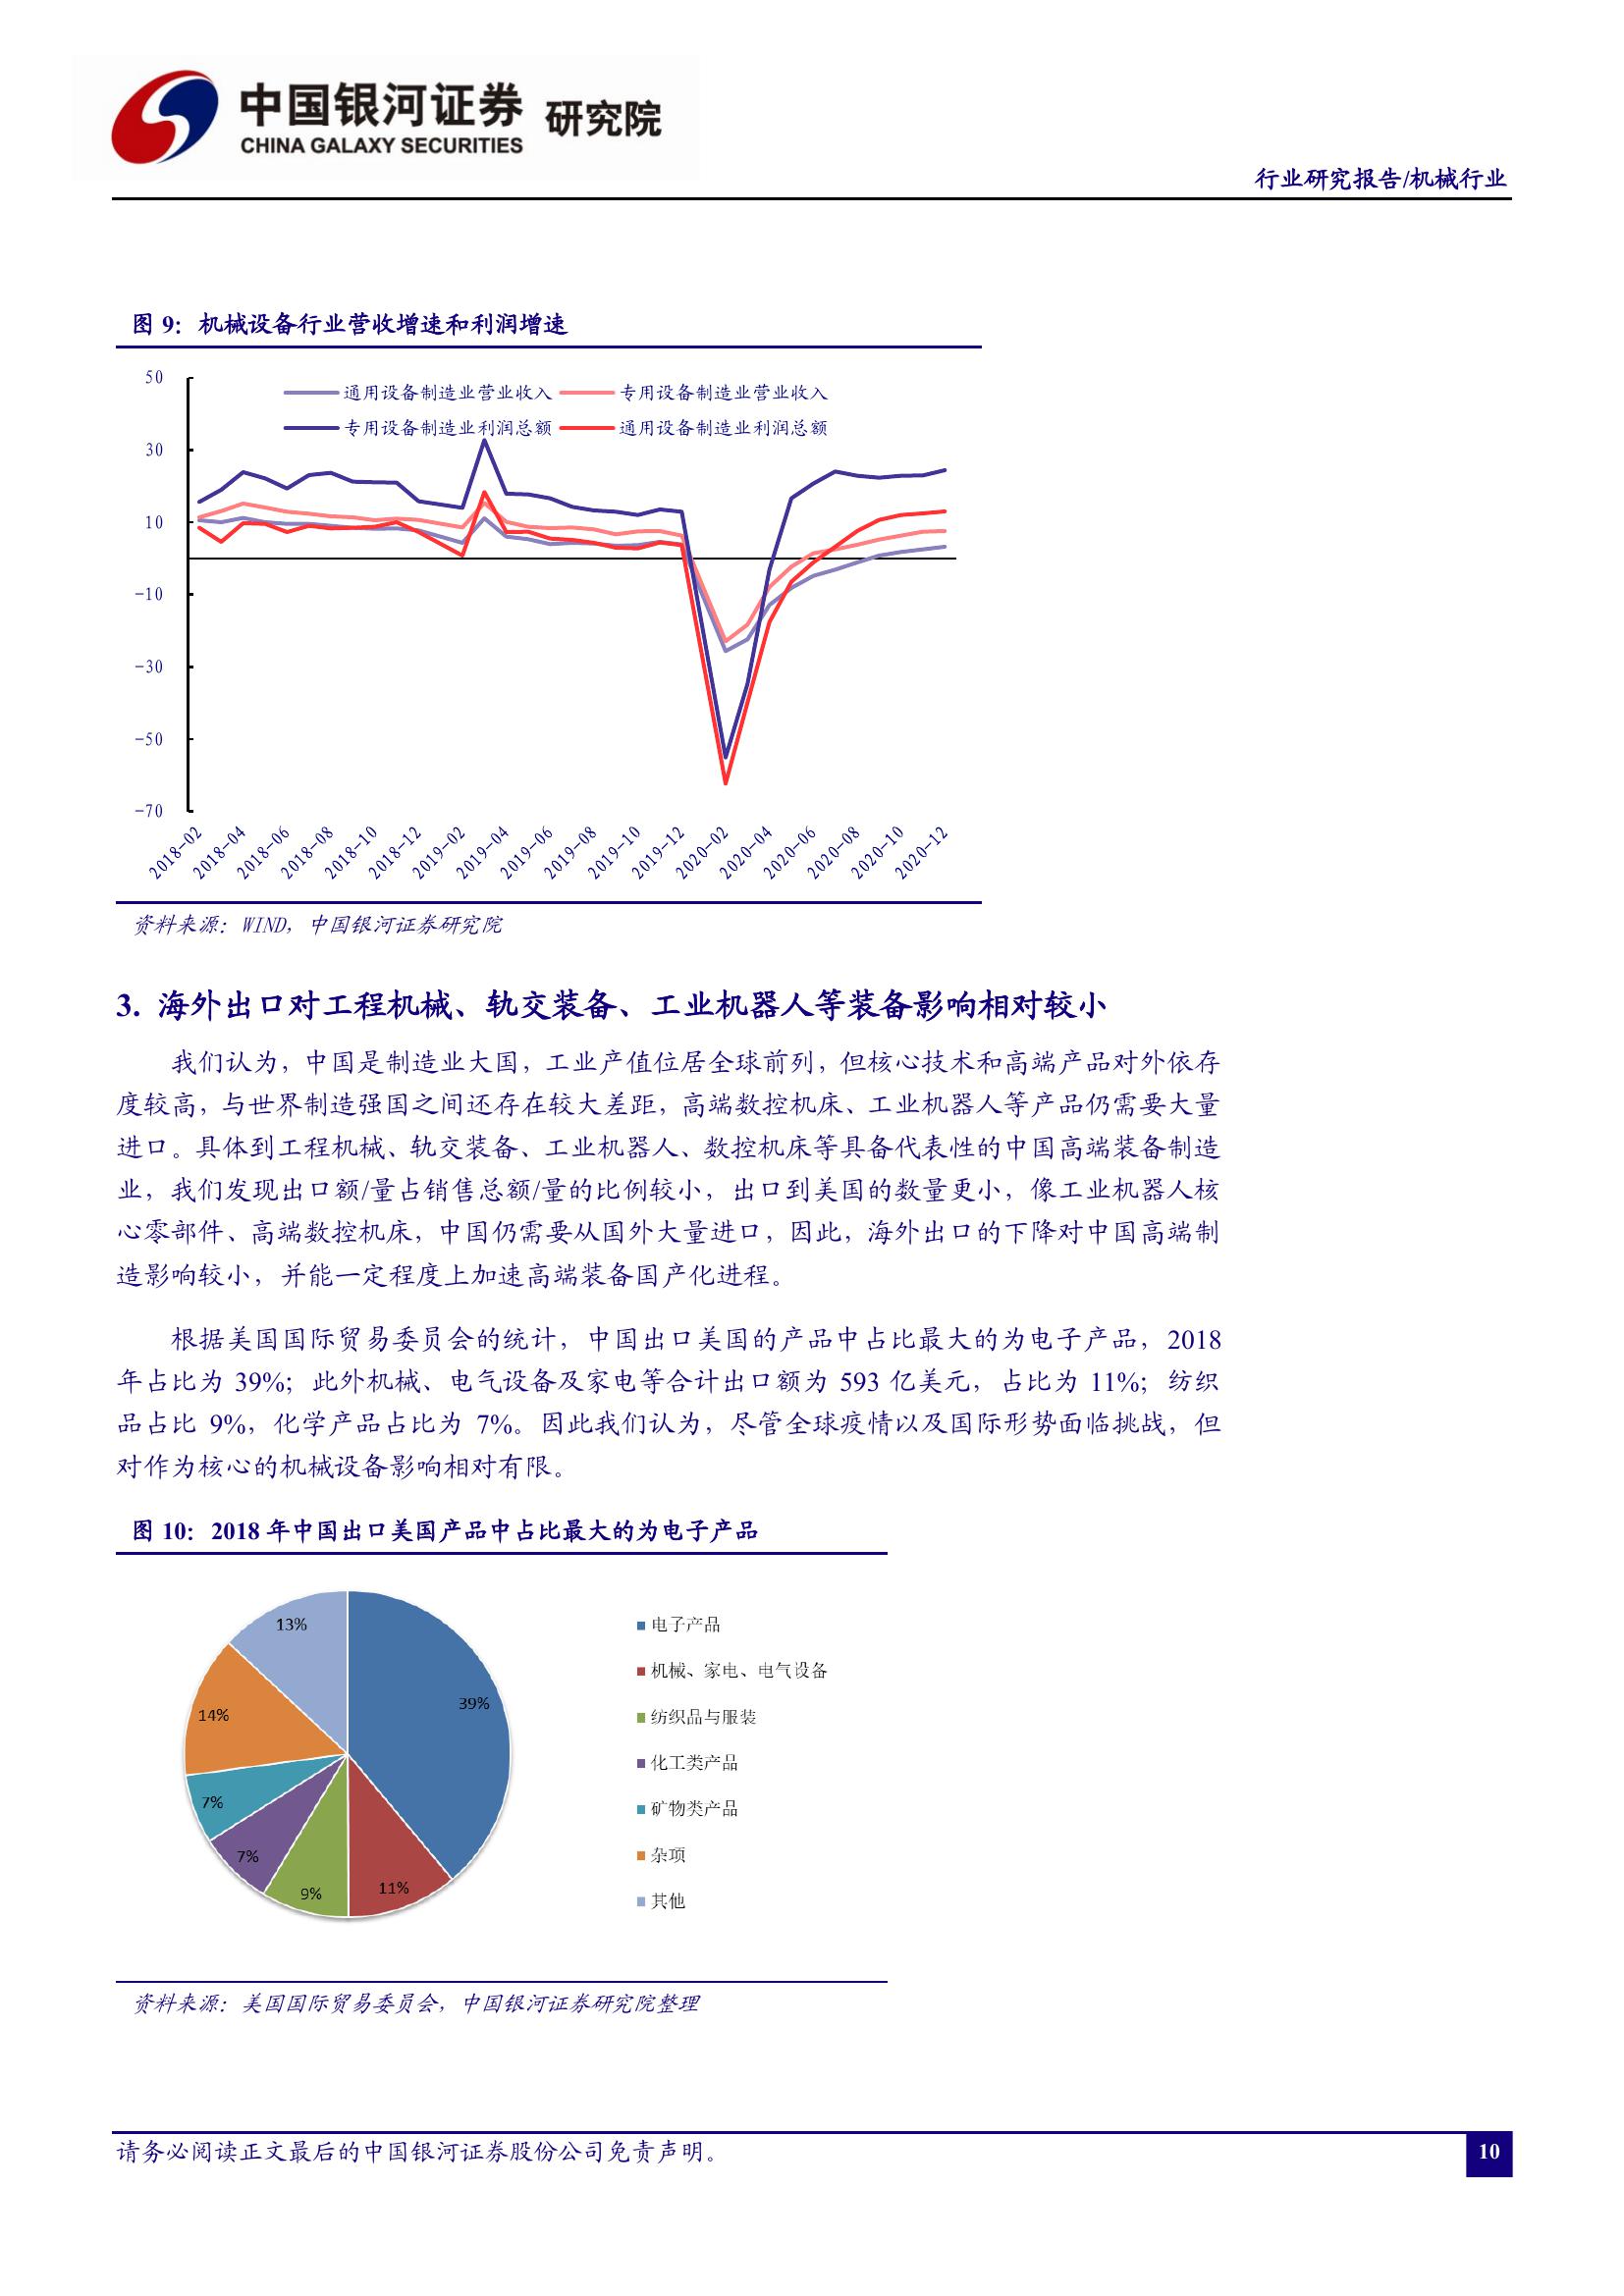 中国银河证券 研究院
CHINA GALAXY SECURITIES
行业研究报告/机械行业
图 9：机械设备行业营收增速和利润增速
50
30
10
-10
-30
-50
-70
通用设备制造业营业收入 专用设备制造业营业收入
专用设备制造业利润总额 通用设备制造业利润总额
2018-02 2018-04 2018-06 2018-08 2018-10 2018-12 2019-02 2019-04 2019-06 2019-08 2019-10 2019-12 2020-02 2020-04 2020-06 2020-08 2020-10 2020-12
资料来源：WIND，中国银河证券研究院
3. 海外出口对工程机械、轨交装备、工业机器人等装备影响相对较小
我们认为，中国是制造业大国，工业产值位居全球前列，但核心技术和高端产品对外依存
度较高，与世界制造强国之间还存在较大差距，高端数控机床、工业机器人等产品仍需要大量
进口。具体到工程机械、轨交装备、工业机器人、数控机床等具备代表性的中国高端装备制造
业，我们发现出口额/量占销售总额/量的比例较小，出口到美国的数量更小，像工业机器人核
心零部件、高端数控机床，中国仍需要从国外大量进口，因此，海外出口的下降对中国高端制
造影响较小，并能一定程度上加速高端装备国产化进程。
根据美国国际贸易委员会的统计，中国出口美国的产品中占比最大的为电子产品，2018
年占比为 39%；此外机械、电气设备及家电等合计出口额为 593 亿美元，占比为 11%；纺织
品占比 9%，化学产品占比为 7%。因此我们认为，尽管全球疫情以及国际形势面临挑战，但
对作为核心的机械设备影响相对有限。
图 10：2018 年中国出口美国产品中占比最大的为电子产品
39%
11%
9%
7%
7%
14%
13%
电子产品
机械、家电、电气设备
纺织品与服装
化工类产品
矿物类产品
杂项
其他
资料来源：美国国际贸易委员会，中国银河证券研究院整理
请务必阅读正文最后的中国银河证券股份公司免责声明。
10